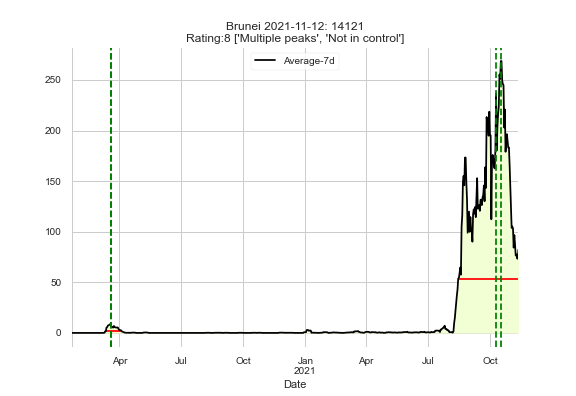 Brunei 2021-11-12: 14121
Rating:8 ['Multiple peaks', 'Not in control']
Average-7d
250
200
150
100
50
0
Apr Jul Oct Jan Apr Jul Oct
2021
Date